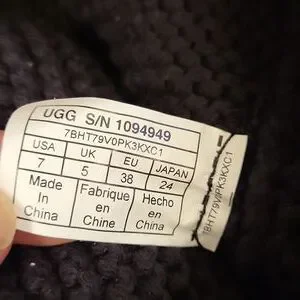 UGG S/N 1094949
7BHT79V0PK3KXC1
USA UK EU JAPAN
7 5 38 24
Made In China
Fabrique en Chine
Hecho en China
7BHT79V0PK3KXC1